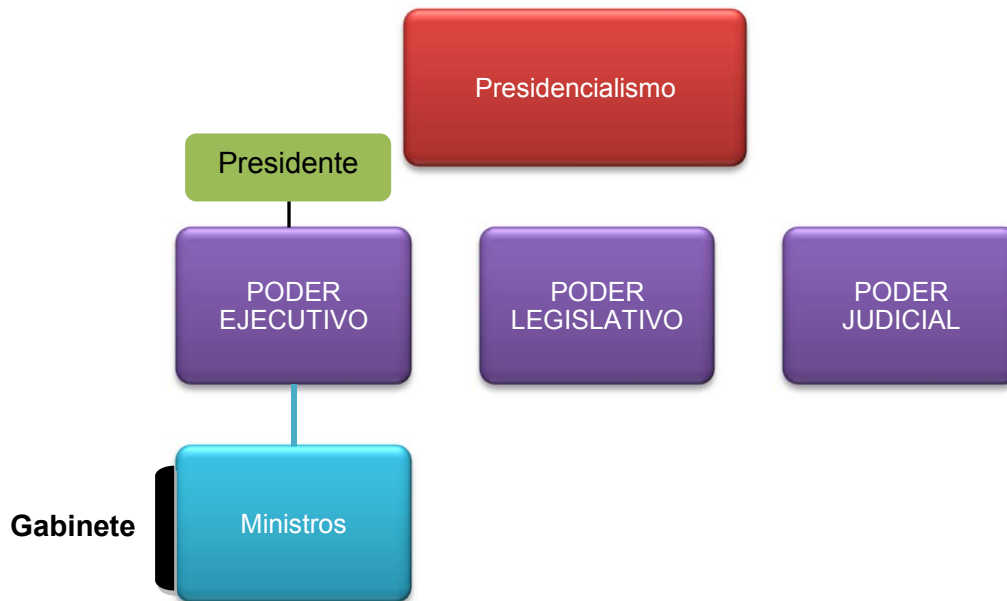 Presidencialismo
Presidente
PODER
EJECUTIVO
PODER
LEGISLATIVO
PODER
JUDICIAL
Gabinete
Ministros